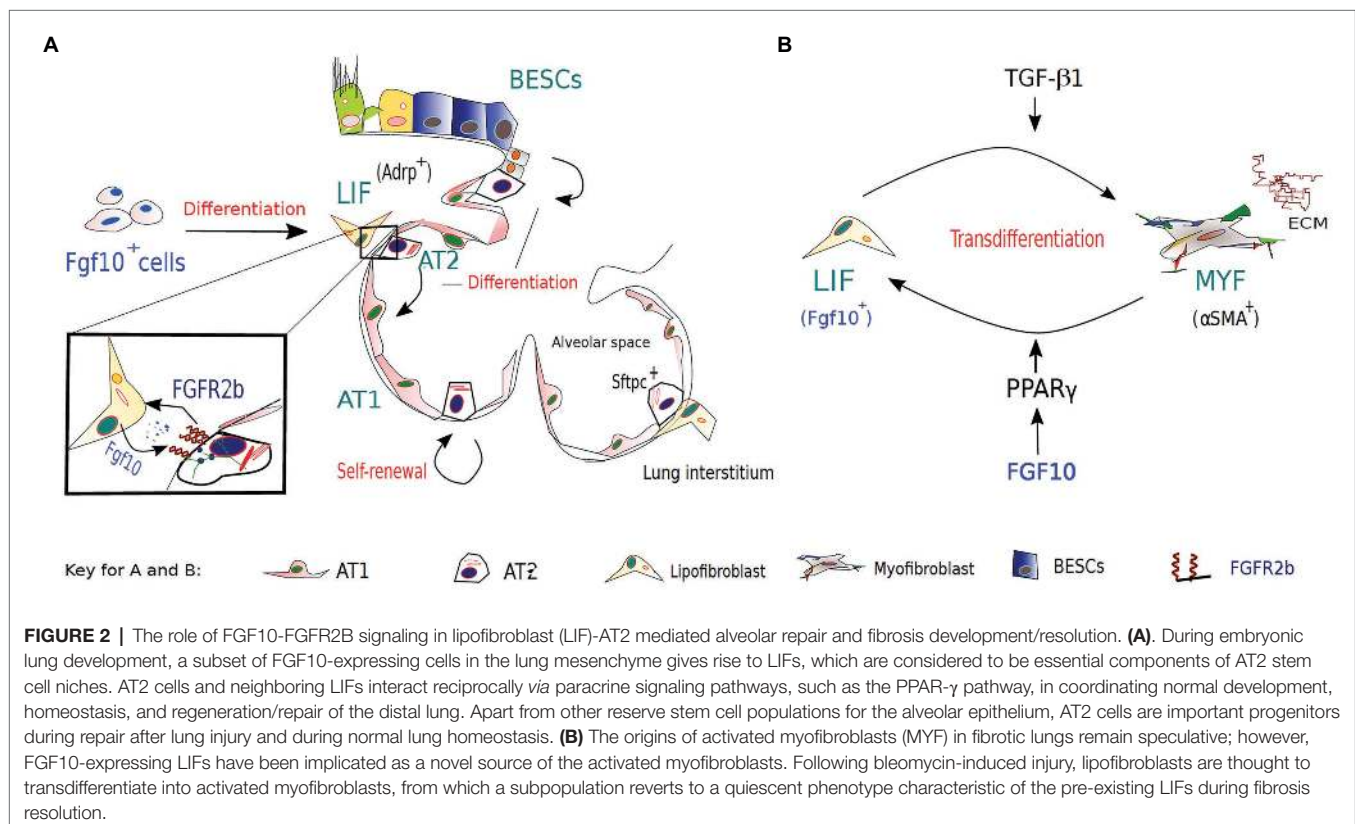 A
B
BESCs
TGF-β1
(Adrp⁺)
LIF
Differentiation
Fgf10⁺cells
AT2
Differentiation
ECM
Transdifferentiation
LIF
(Fgf10⁺)
MYF
(αSMA⁺)
FGFR2b
Fgf10
Alveolar space
Sftpc⁺
AT1
Self-renewal
Lung interstitium
PPARγ
FGF10
Key for A and B:
AT1
AT2
Lipofibroblast
Myofibroblast
BESCs
FGFR2b
FIGURE 2 | The role of FGF10-FGFR2B signaling in lipofibroblast (LIF)-AT2 mediated alveolar repair and fibrosis development/resolution. (A). During embryonic
lung development, a subset of FGF10-expressing cells in the lung mesenchyme gives rise to LIFs, which are considered to be essential components of AT2 stem
cell niches. AT2 cells and neighboring LIFs interact reciprocally via paracrine signaling pathways, such as the PPAR-γ pathway, in coordinating normal development,
homeostasis, and regeneration/repair of the distal lung. Apart from other reserve stem cell populations for the alveolar epithelium, AT2 cells are important progenitors
during repair after lung injury and during normal lung homeostasis. (B) The origins of activated myofibroblasts (MYF) in fibrotic lungs remain speculative; however,
FGF10-expressing LIFs have been implicated as a novel source of the activated myofibroblasts. Following bleomycin-induced injury, lipofibroblasts are thought to
transdifferentiate into activated myofibroblasts, from which a subpopulation reverts to a quiescent phenotype characteristic of the pre-existing LIFs during fibrosis
resolution.